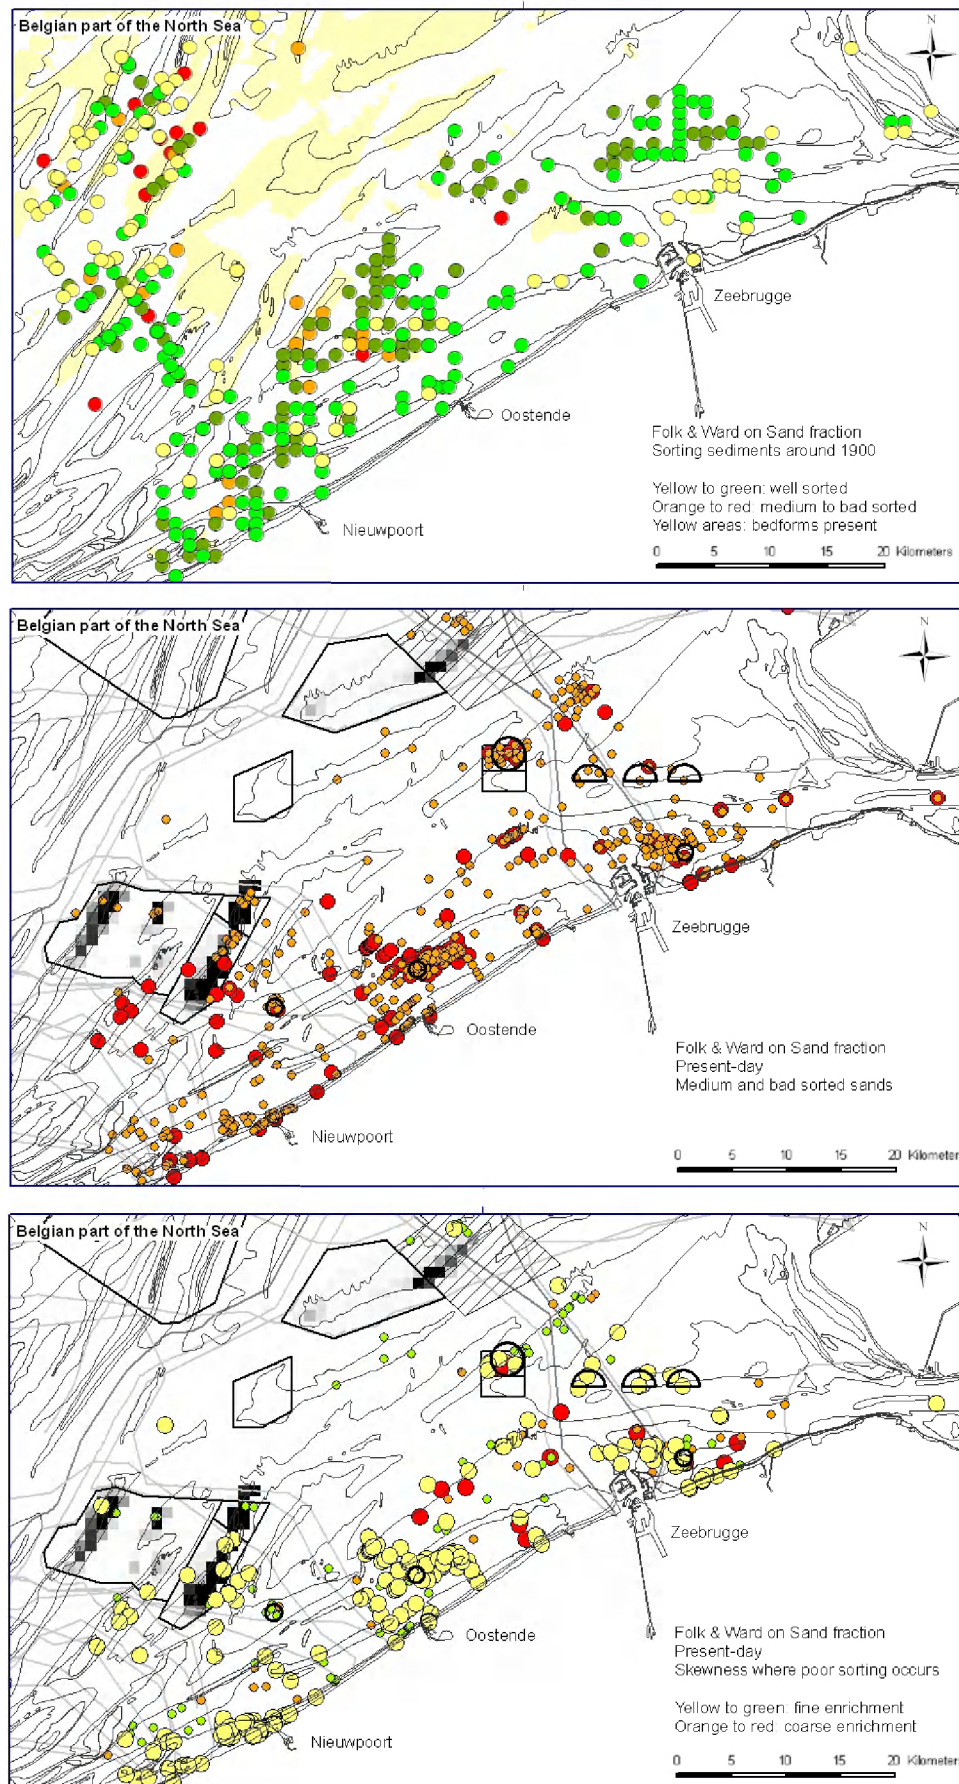 Belgian part of the North Sea
N
Zeebrugge
Oostende
Nieuwpoort
Folk & Ward on Sand fraction
Sorting sediments around 1900
Yellow to green: well sorted
Orange to red: medium to bad sorted
Yellow areas: bedforms present
0 5 10 15 20 Kilometers
Belgian part of the North Sea
N
Zeebrugge
Oostende
Nieuwpoort
Folk & Ward on Sand fraction
Present-day
Medium and bad sorted sands
0 5 10 15 20 Kilometer
Belgian part of the North Sea
N
Zeebrugge
Oostende
Nieuwpoort
Folk & Ward on Sand fraction
Present-day
Skewness where poor sorting occurs
Yellow to green: fine enrichment
Orange to red: coarse enrichment
0 5 10 15 20 Kilometer